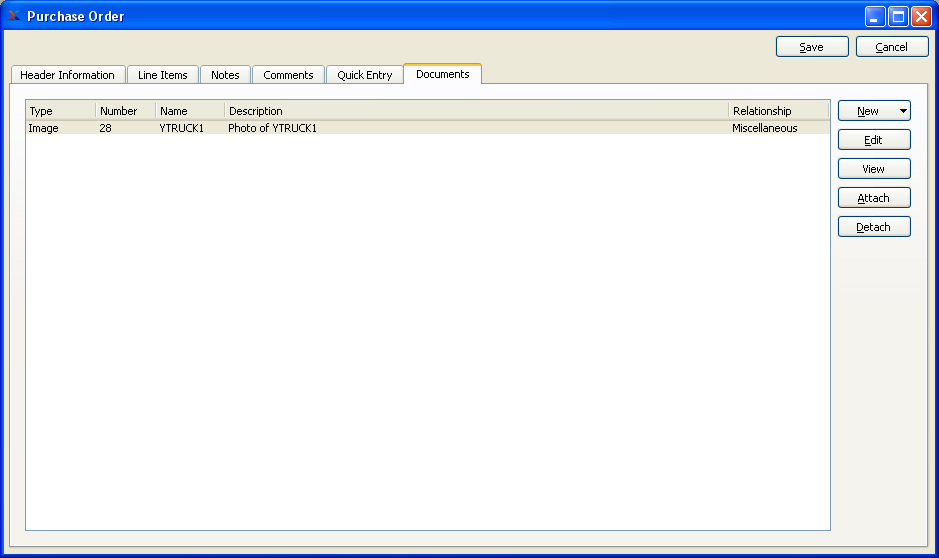 Purchase Order
Save Cancel
Header Information Line Items Notes Comments Quick Entry Documents
Type Number Name Description Relationship
Image 28 YTRUCK1 Photo of YTRUCK1 Miscellaneous
New
Edit
View
Attach
Detach